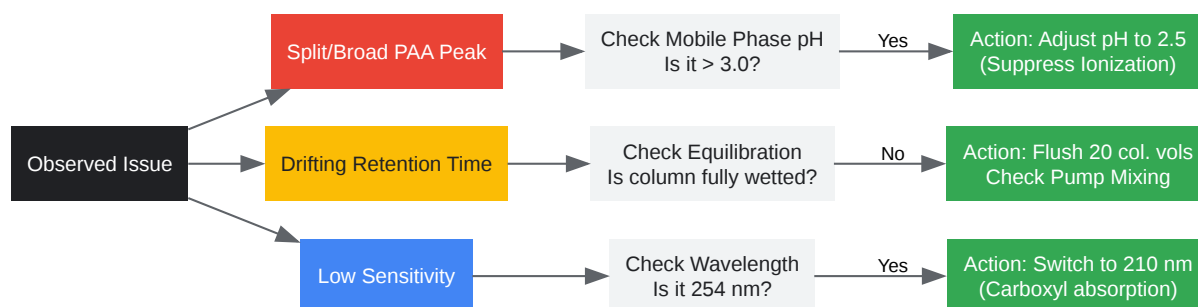 Split/Broad PAA Peak
Check Mobile Phase pH
Is it > 3.0?
Yes
Action: Adjust pH to 2.5
(Suppress Ionization)
Observed Issue
Drifting Retention Time
Check Equilibration
Is column fully wetted?
No
Action: Flush 20 col. vols
Check Pump Mixing
Low Sensitivity
Check Wavelength
Is it 254 nm?
Yes
Action: Switch to 210 nm
(Carboxyl absorption)